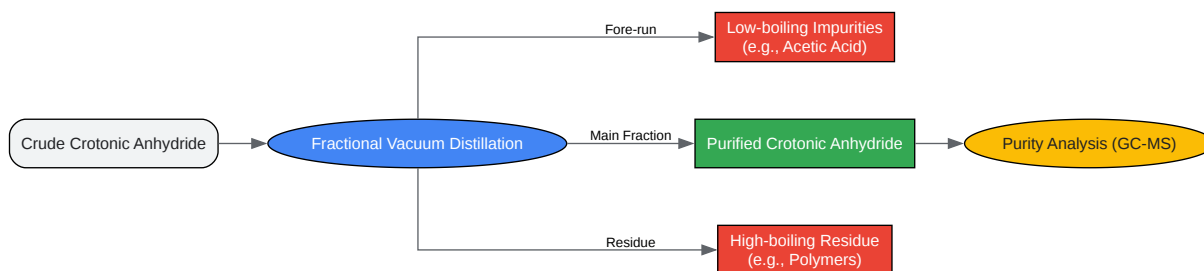 Fore-run
Low-boiling Impurities
(e.g., Acetic Acid)
Crude Crotonic Anhydride
Fractional Vacuum Distillation
Main Fraction
Purified Crotonic Anhydride
Purity Analysis (GC-MS)
Residue
High-boiling Residue
(e.g., Polymers)